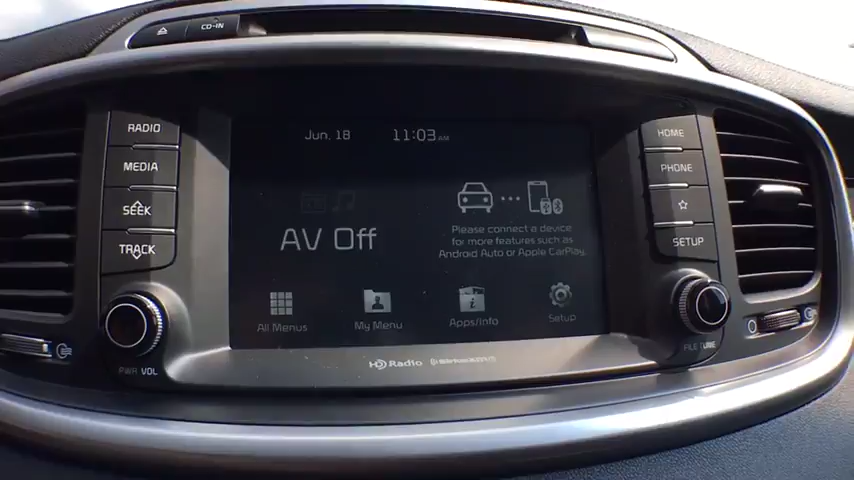 CD-IN
RADIO
MEDIA
SEEK
TRACK
PWR VOL
Jun. 18 11:03 AM
AV Off
Please connect a device
for more features such as
Android Auto or Apple CarPlay.
All Menus
My Menu
Apps/Info
Setup
HD Radio SiriusXM
HOME
PHONE
SETUP
FILE TUNE